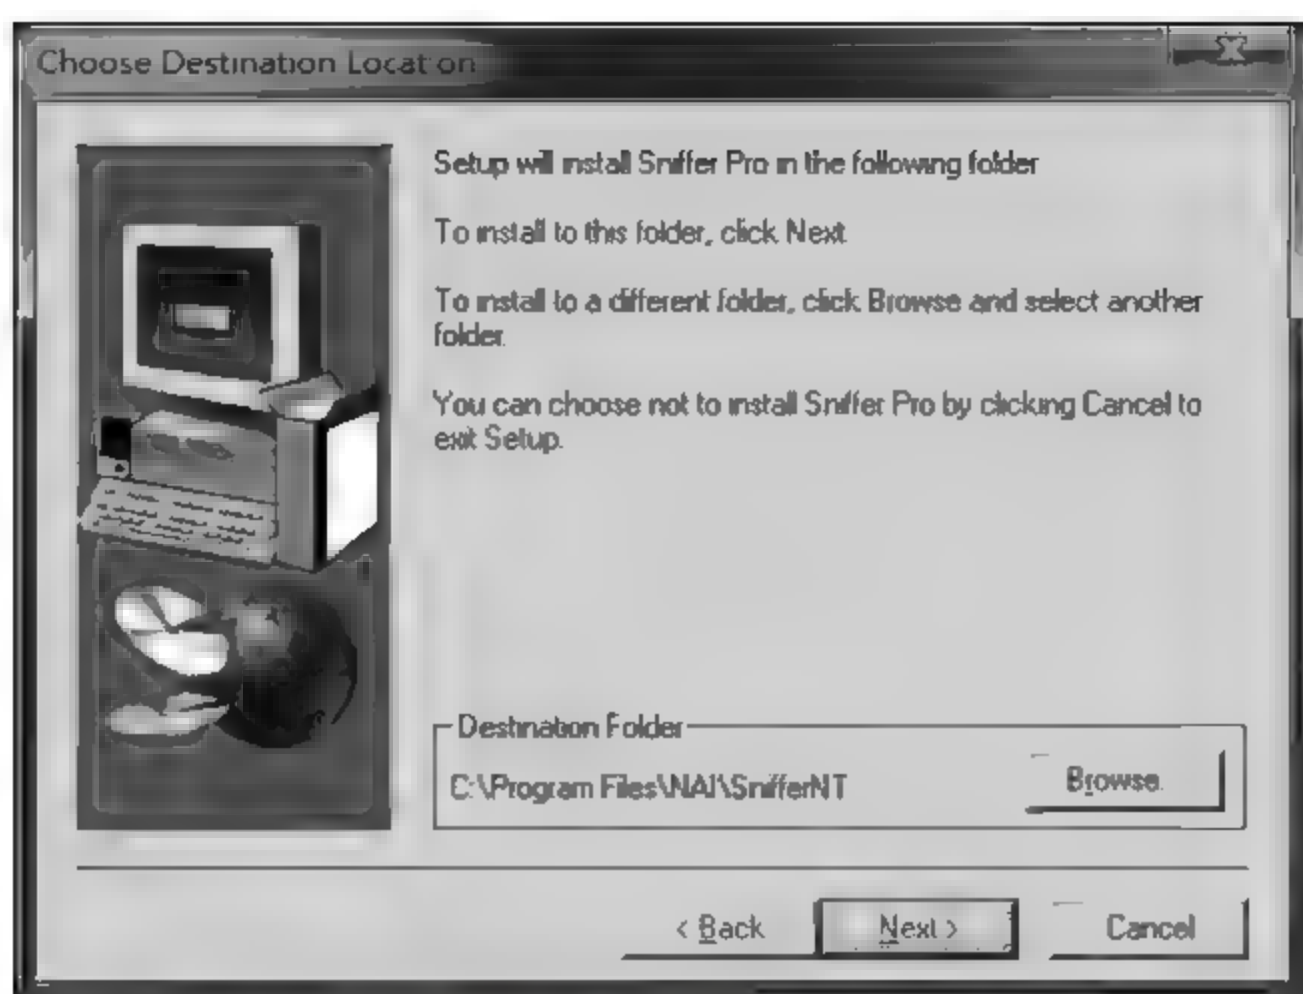 Choose Destination Location
Setup will install Sniffer Pro in the following folder
To install to this folder, click Next
To install to a different folder, click Browse and select another
folder.
You can choose not to install Sniffer Pro by clicking Cancel to
exit Setup.
Destination Folder
C:\Program Files\NAI\SnifferNT
Browse.
< Back
Next >
Cancel